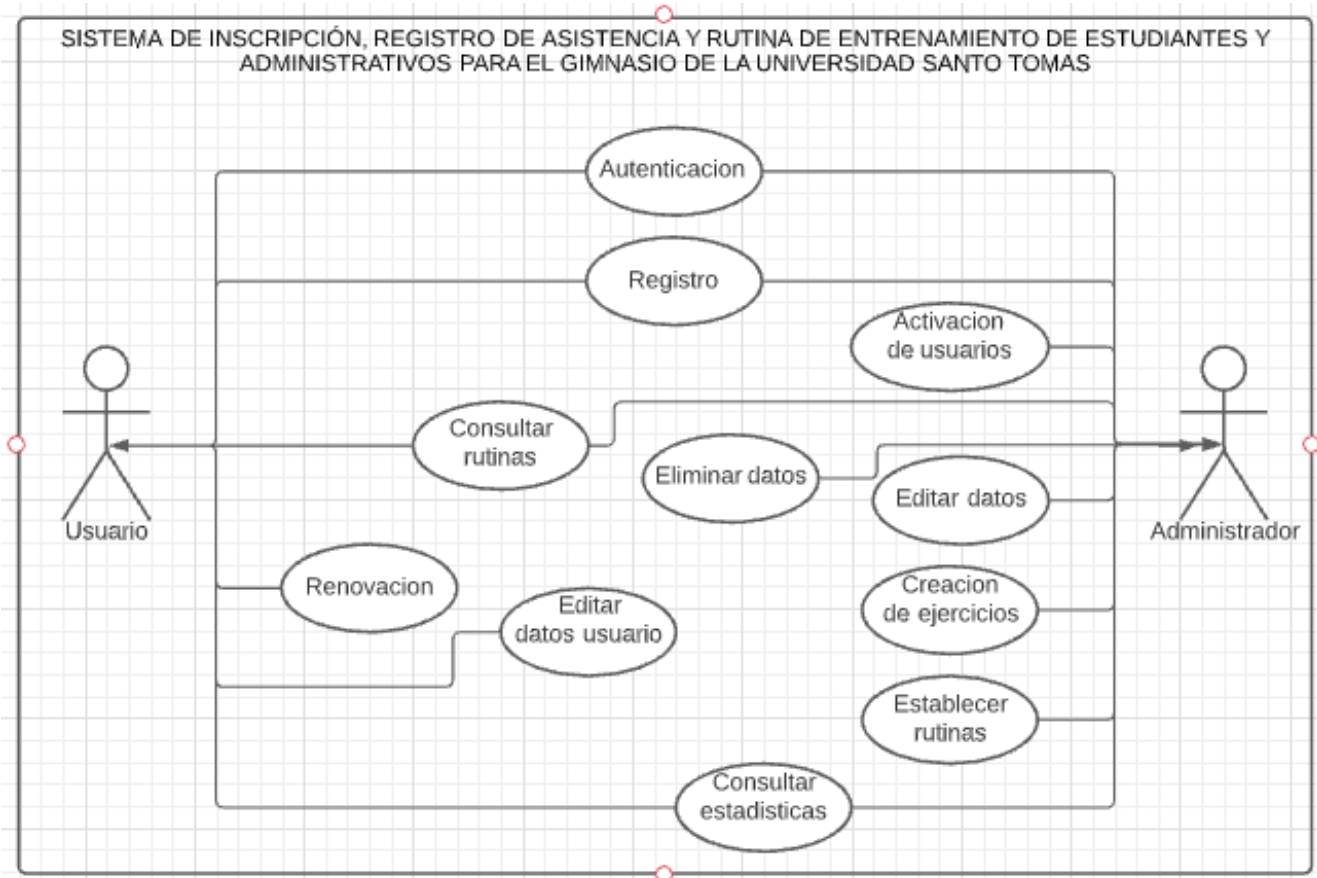 SISTEMA DE INSCRIPCIÓN, REGISTRO DE ASISTENCIA Y RUTINA DE ENTRENAMIENTO DE ESTUDIANTES Y
ADMINISTRATIVOS PARA EL GIMNASIO DE LA UNIVERSIDAD SANTO TOMAS
Autenticacion
Registro
Activacion
de usuarios
Consultar
rutinas
Eliminar datos
Editar datos
Usuario
Administrador
Renovacion
Editar
datos usuario
Creacion
de ejercicios
Establecer
rutinas
Consultar
estadisticas